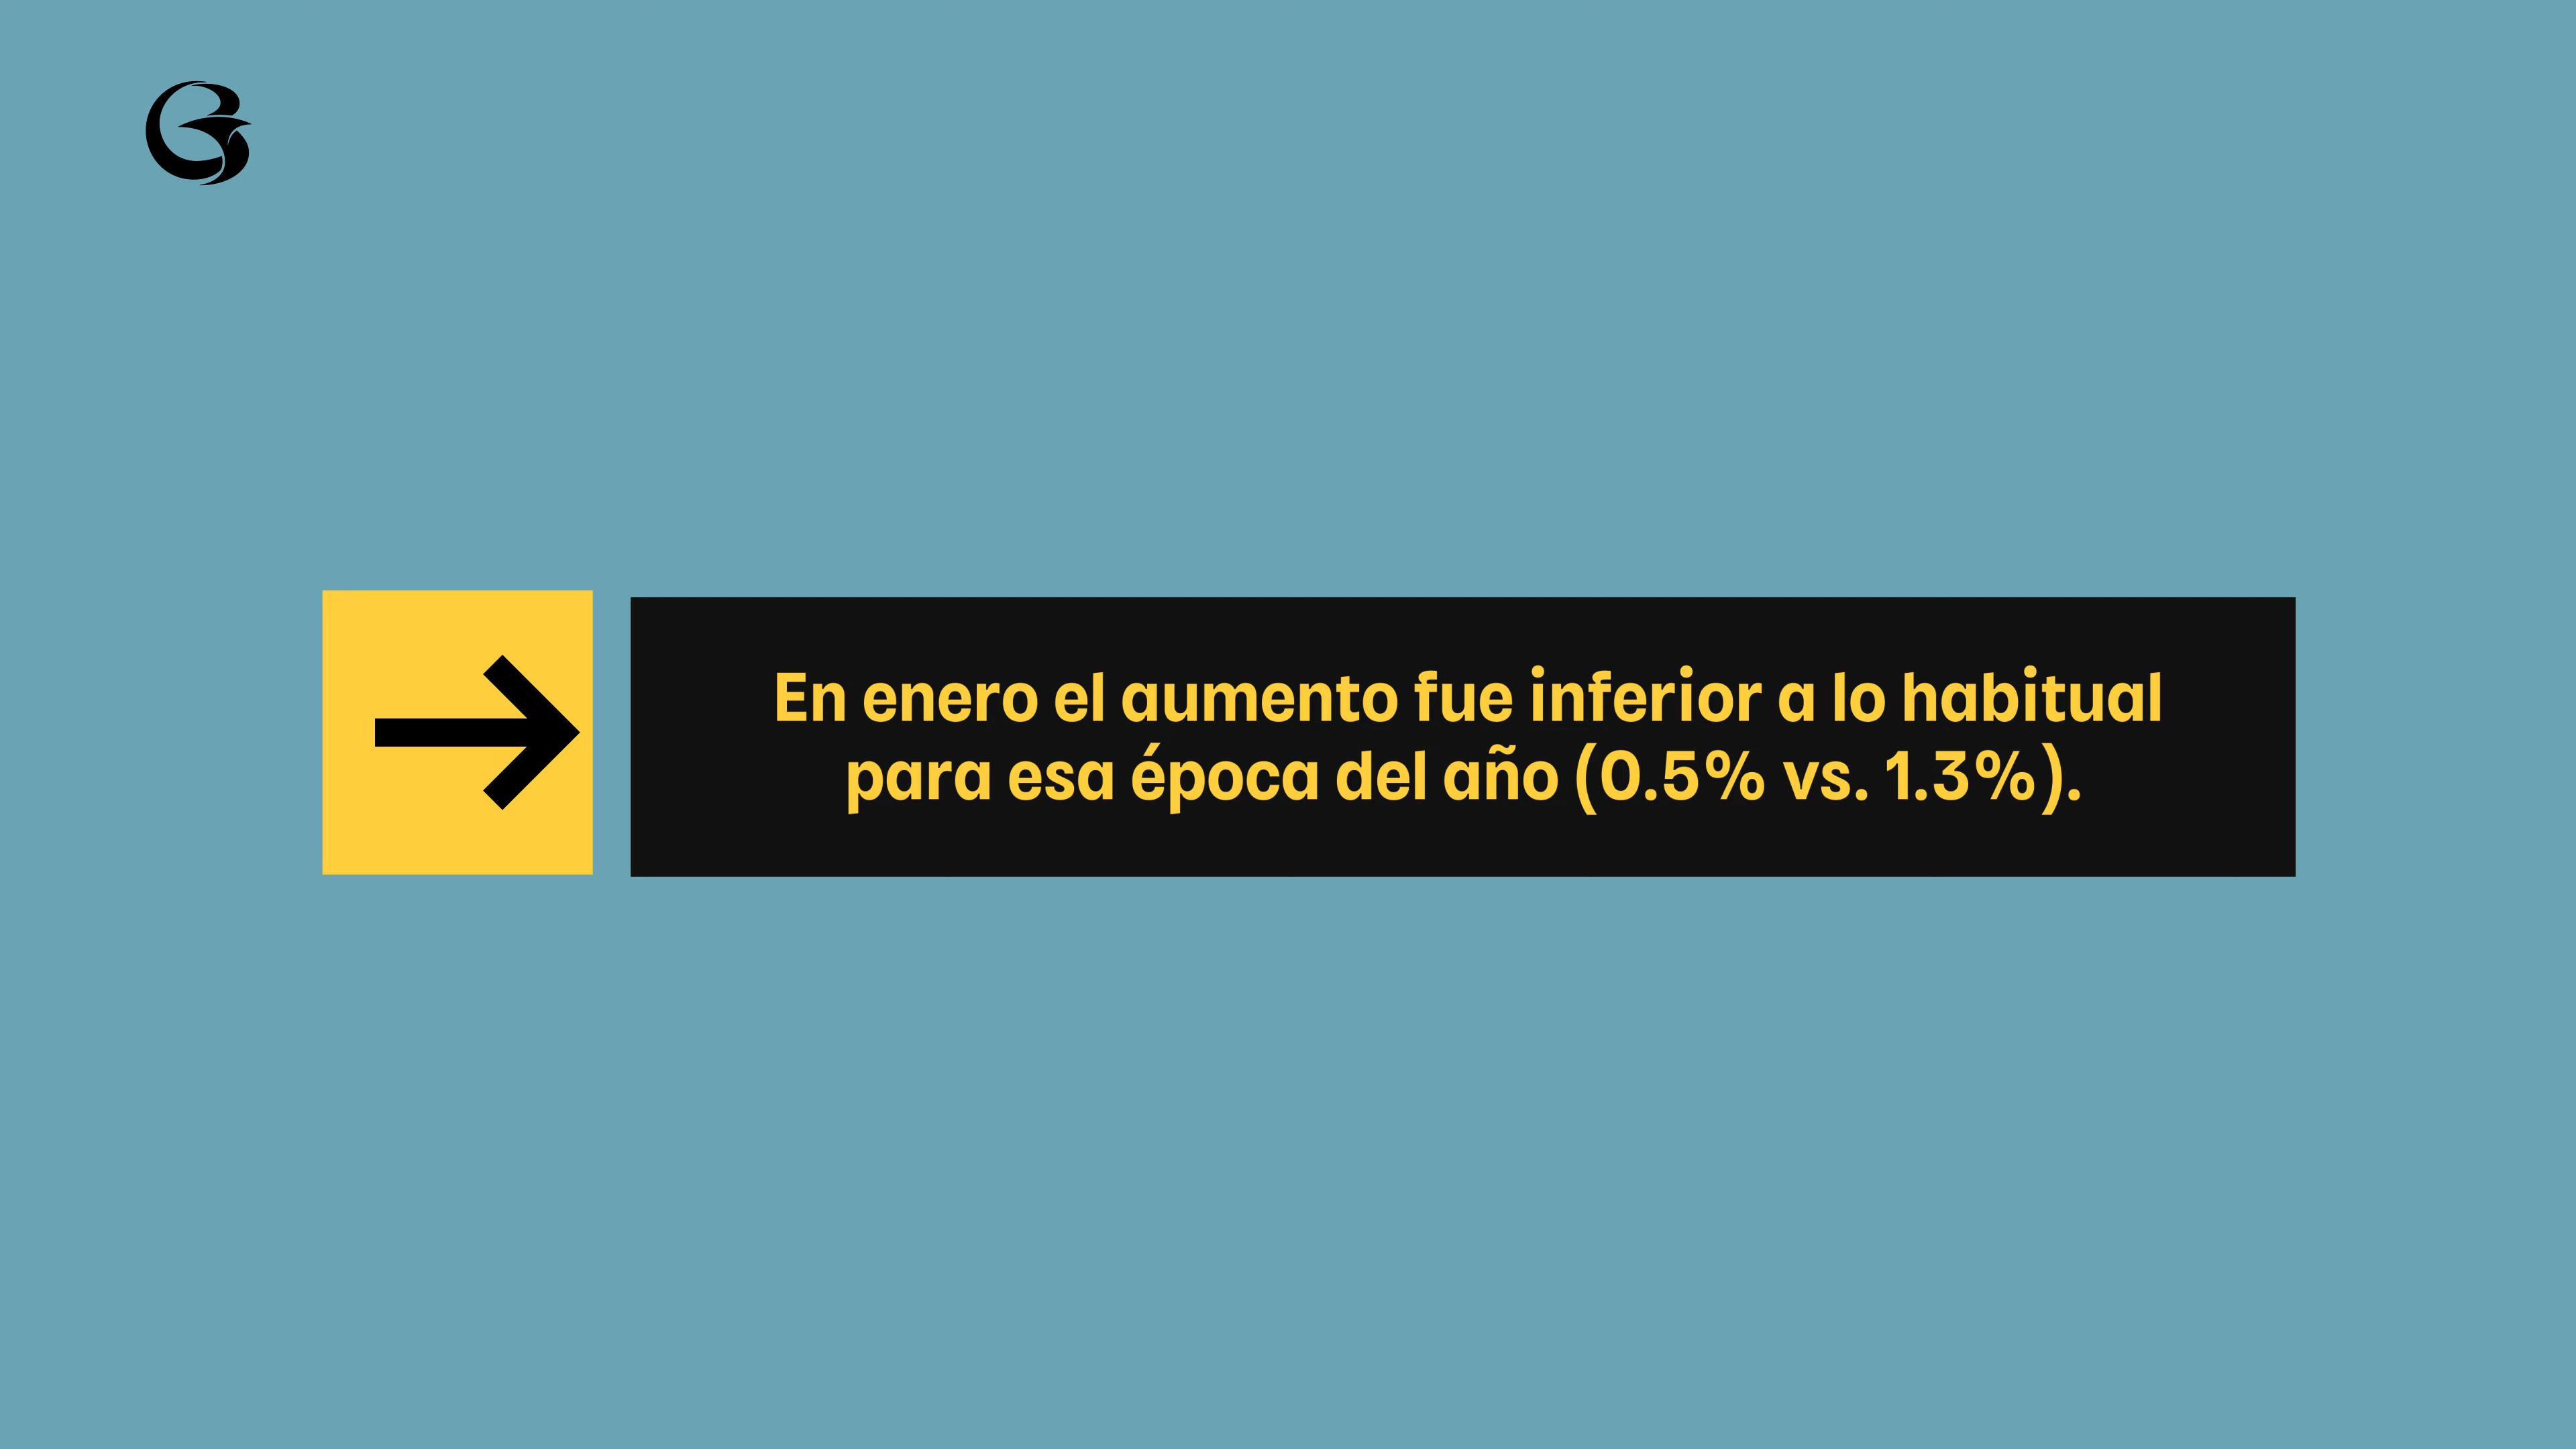 En enero el aumento fue inferior a lo habitual
para esa época del año (0.5% vs. 1.3%).